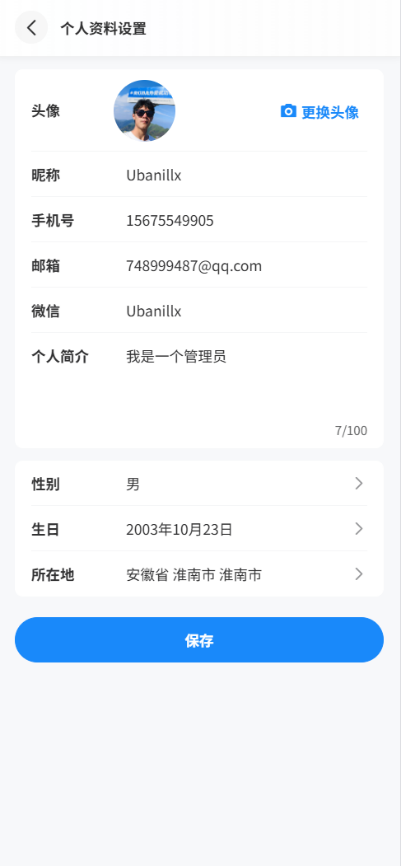 个人资料设置
头像
更换头像
昵称 Ubanillx
手机号 15675549905
邮箱 748999487@qq.com
微信 Ubanillx
个人简介 我是一个管理员
7/100
性别 男
生日 2003年10月23日
所在地 安徽省 淮南市 淮南市
保存